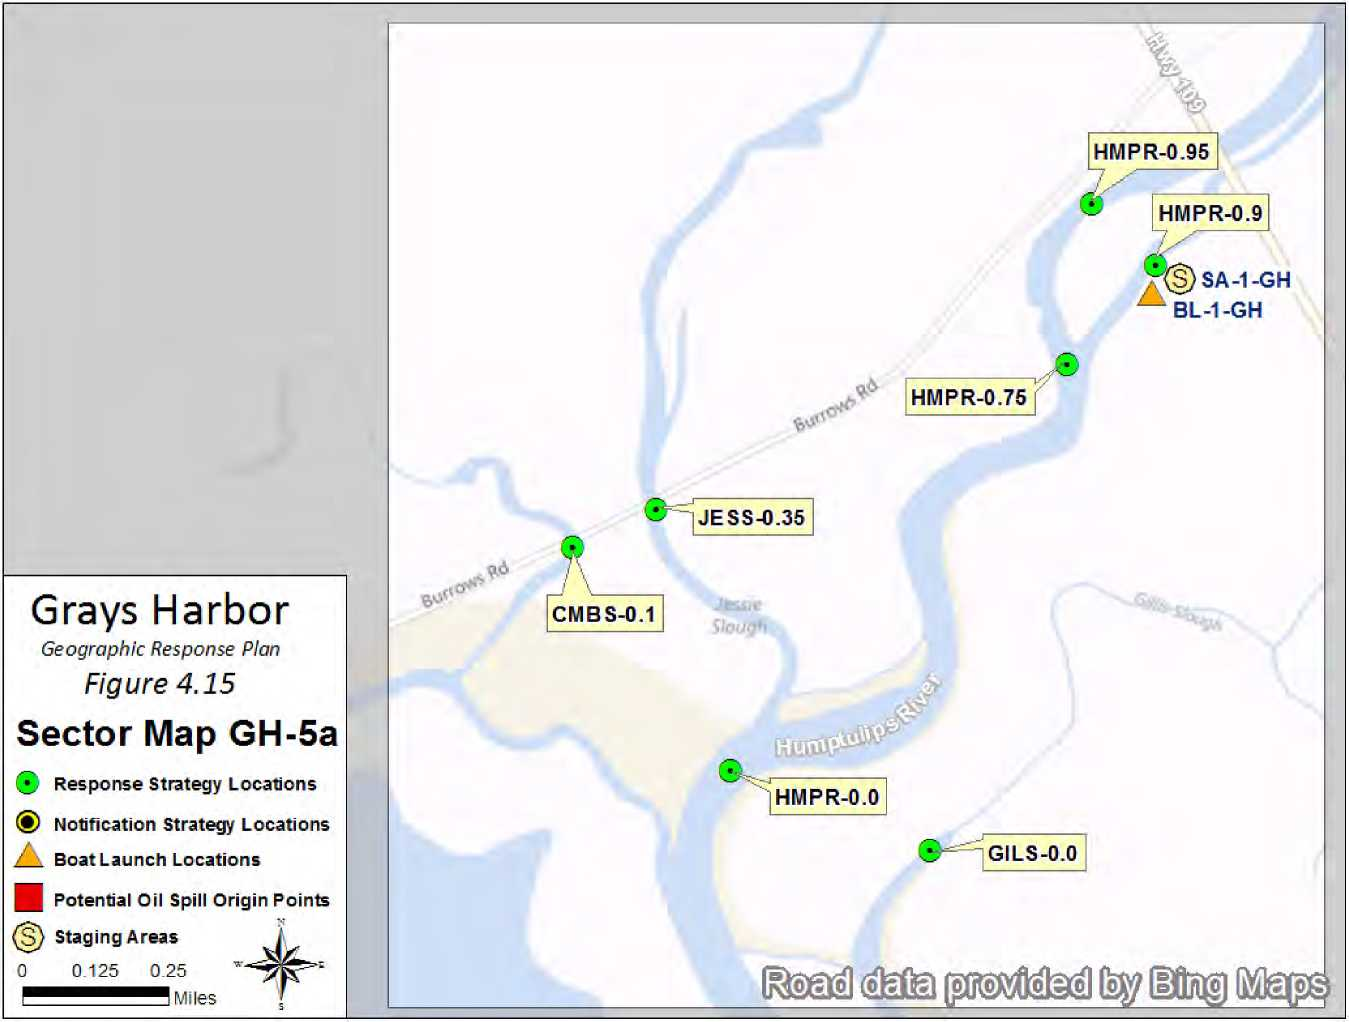 Hwy 109
HMPR-0.95
HMPR-0.9
SA-1-GH
S
BL-1-GH
HMPR-0.75
Burrows Rd
JESS-0.35
Burrows Rd
CMBS-0.1
Jessie
Slough
Gillis Slough
Humptulips River
HMPR-0.0
GILS-0.0
Grays Harbor
Geographic Response Plan
Figure 4.15
Sector Map GH-5a
Response Strategy Locations
Notification Strategy Locations
Boat Launch Locations
Potential Oil Spill Origin Points
S Staging Areas
0 0.125 0.25
Miles
N
W E
S
Road data provided by Bing Maps